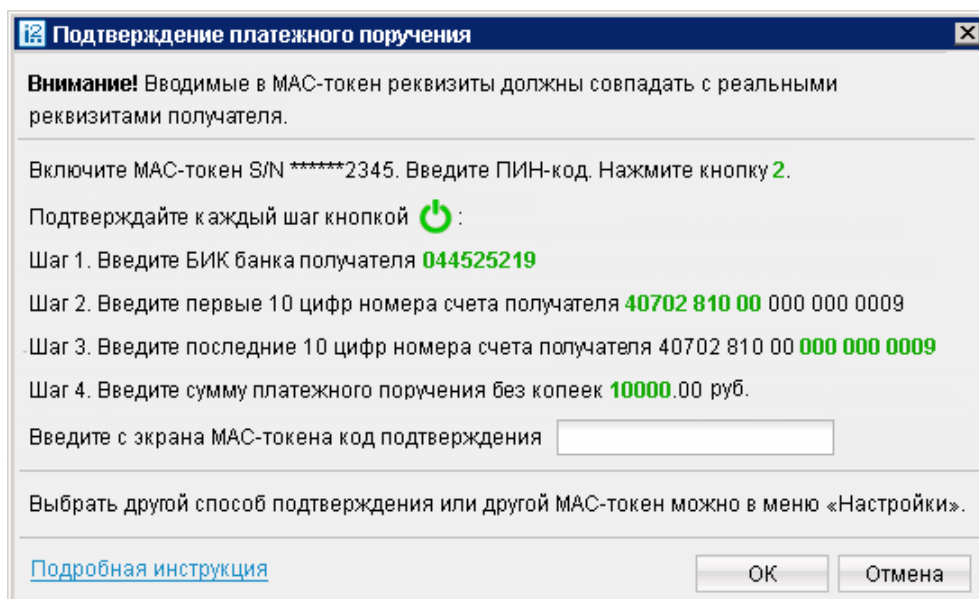 i2 Подтверждение платежного поручения
Внимание! Вводимые в МАС-токен реквизиты должны совпадать с реальными
реквизитами получателя.
Включите МАС-токен S/N ******2345. Введите ПИН-код. Нажмите кнопку 2.
Подтверждайте каждый шаг кнопкой :
Шаг 1. Введите БИК банка получателя 044525219
Шаг 2. Введите первые 10 цифр номера счета получателя 40702 810 00 000 000 0009
Шаг 3. Введите последние 10 цифр номера счета получателя 40702 810 00 000 000 0009
Шаг 4. Введите сумму платежного поручения без копеек 10000.00 руб.
Введите с экрана МАС-токена код подтверждения
Выбрать другой способ подтверждения или другой МАС-токен можно в меню «Настройки».
Подробная инструкция
ОК
Отмена